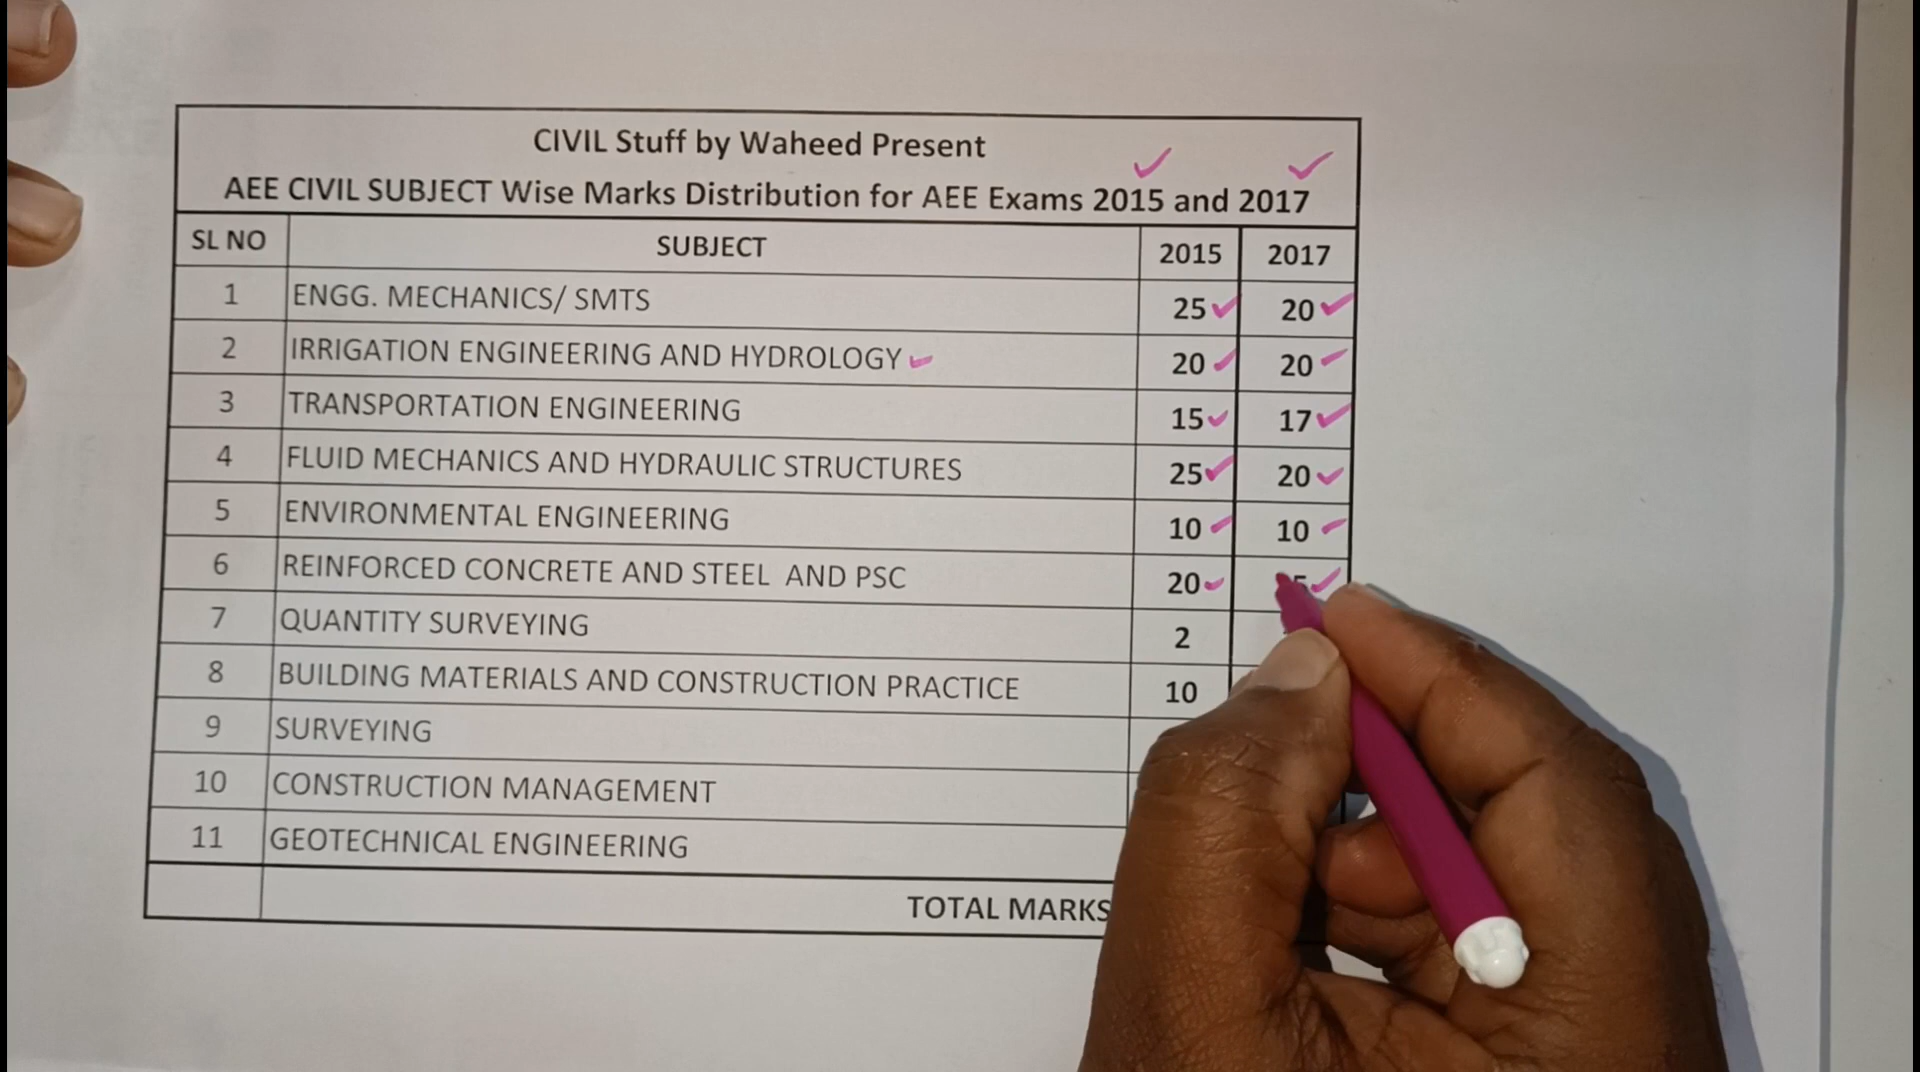 CIVIL Stuff by Waheed Present
AEE CIVIL SUBJECT Wise Marks Distribution for AEE Exams 2015 and 2017
SL NO SUBJECT 2015 2017
1 ENGG. MECHANICS/ SMTS 25 20
2 IRRIGATION ENGINEERING AND HYDROLOGY 20 20
3 TRANSPORTATION ENGINEERING 15 17
4 FLUID MECHANICS AND HYDRAULIC STRUCTURES 25 20
5 ENVIRONMENTAL ENGINEERING 10 10
6 REINFORCED CONCRETE AND STEEL AND PSC 20
7 QUANTITY SURVEYING 2
8 BUILDING MATERIALS AND CONSTRUCTION PRACTICE 10
9 SURVEYING
10 CONSTRUCTION MANAGEMENT
11 GEOTECHNICAL ENGINEERING
TOTAL MARKS